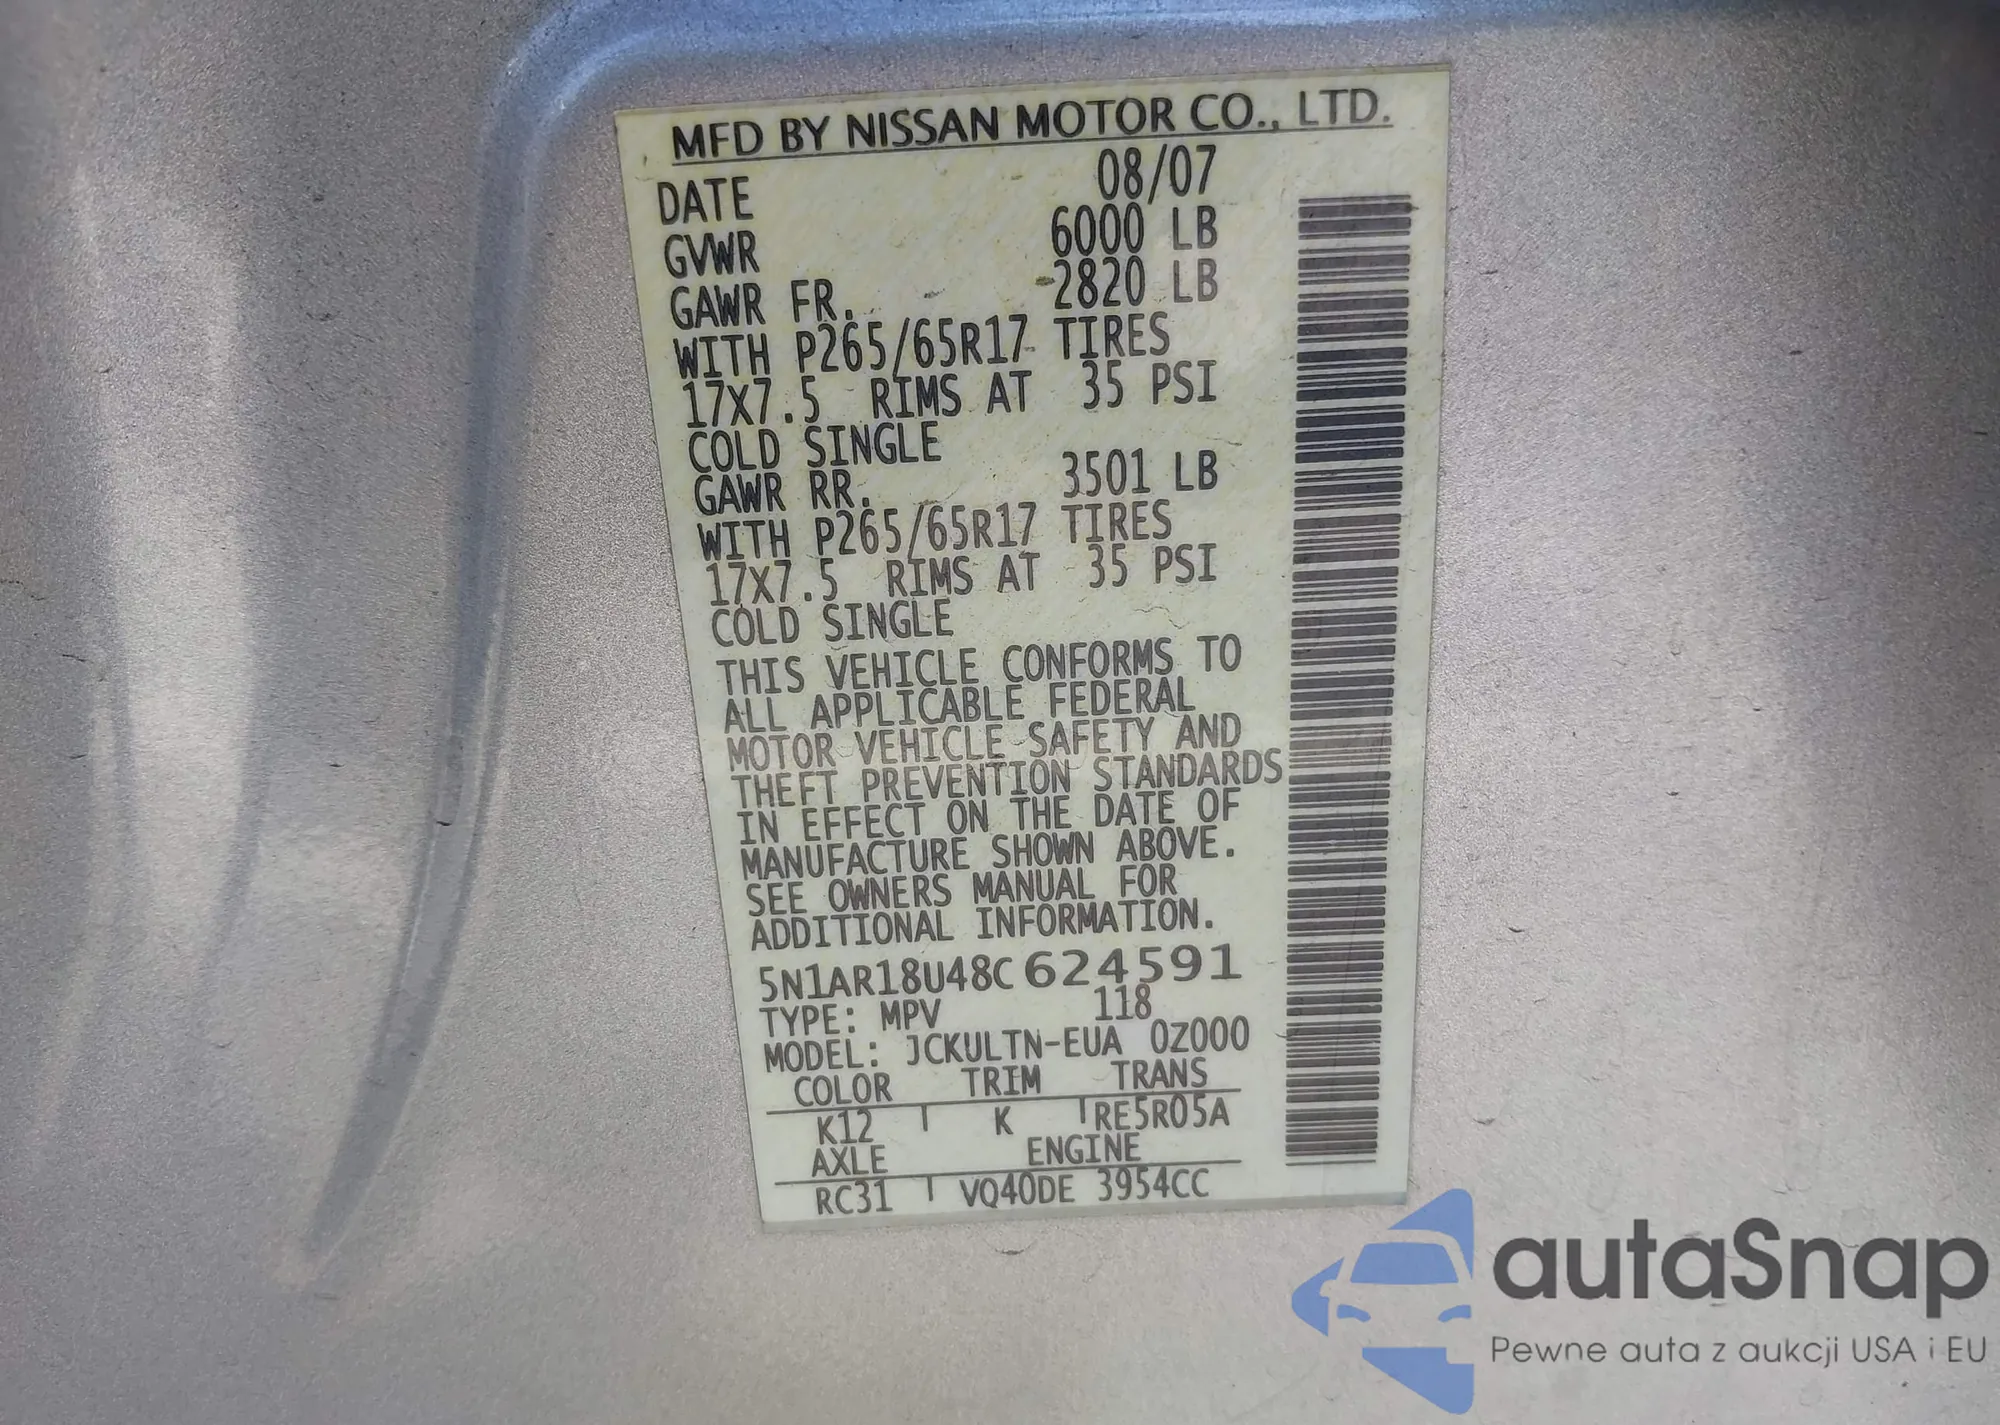 MFD BY NISSAN MOTOR CO., LTD.
DATE 08/07
GVWR 6000 LB
GAWR FR. 2820 LB
WITH P265/65R17 TIRES
17X7.5 RIMS AT 35 PSI
COLD SINGLE
GAWR RR. 3501 LB
WITH P265/65R17 TIRES
17X7.5 RIMS AT 35 PSI
COLD SINGLE
THIS VEHICLE CONFORMS TO
ALL APPLICABLE FEDERAL
MOTOR VEHICLE SAFETY AND
THEFT PREVENTION STANDARDS
IN EFFECT ON THE DATE OF
MANUFACTURE SHOWN ABOVE.
SEE OWNERS MANUAL FOR
ADDITIONAL INFORMATION.
5N1AR18U48C624591
TYPE: MPV 118
MODEL: JCKULTN-EUA 0Z000
COLOR TRIM TRANS
K12 K RE5R05A
AXLE ENGINE
RC31 VQ40DE 3954CC
autaSnap
Pewne auta z aukcji USA i EU